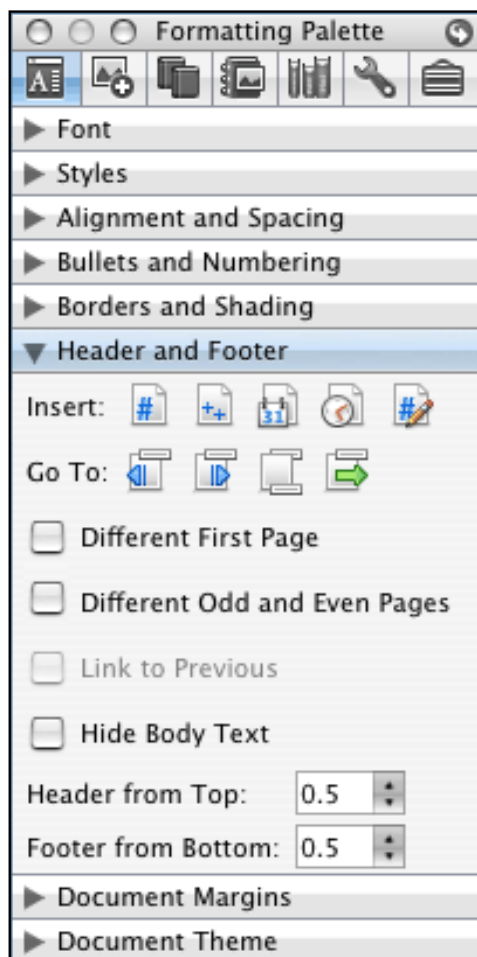 Formatting Palette
Font
Styles
Alignment and Spacing
Bullets and Numbering
Borders and Shading
Header and Footer
Insert: # ++ 31 #
Go To:
Different First Page
Different Odd and Even Pages
Link to Previous
Hide Body Text
Header from Top: 0.5
Footer from Bottom: 0.5
Document Margins
Document Theme